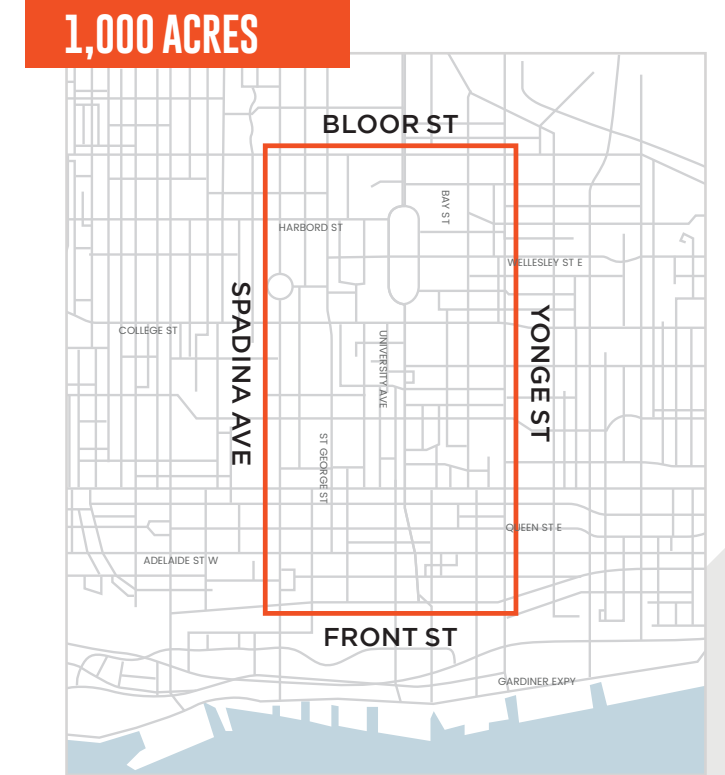 1,000 ACRES
BLOOR ST
BAY ST
HARBORD ST
WELLESLEY ST E
SPADINA AVE
YONGE ST
COLLEGE ST
UNIVERSITY AVE
ST GEORGE ST
QUEEN ST E
ADELAIDE ST W
FRONT ST
GARDINER EXPY